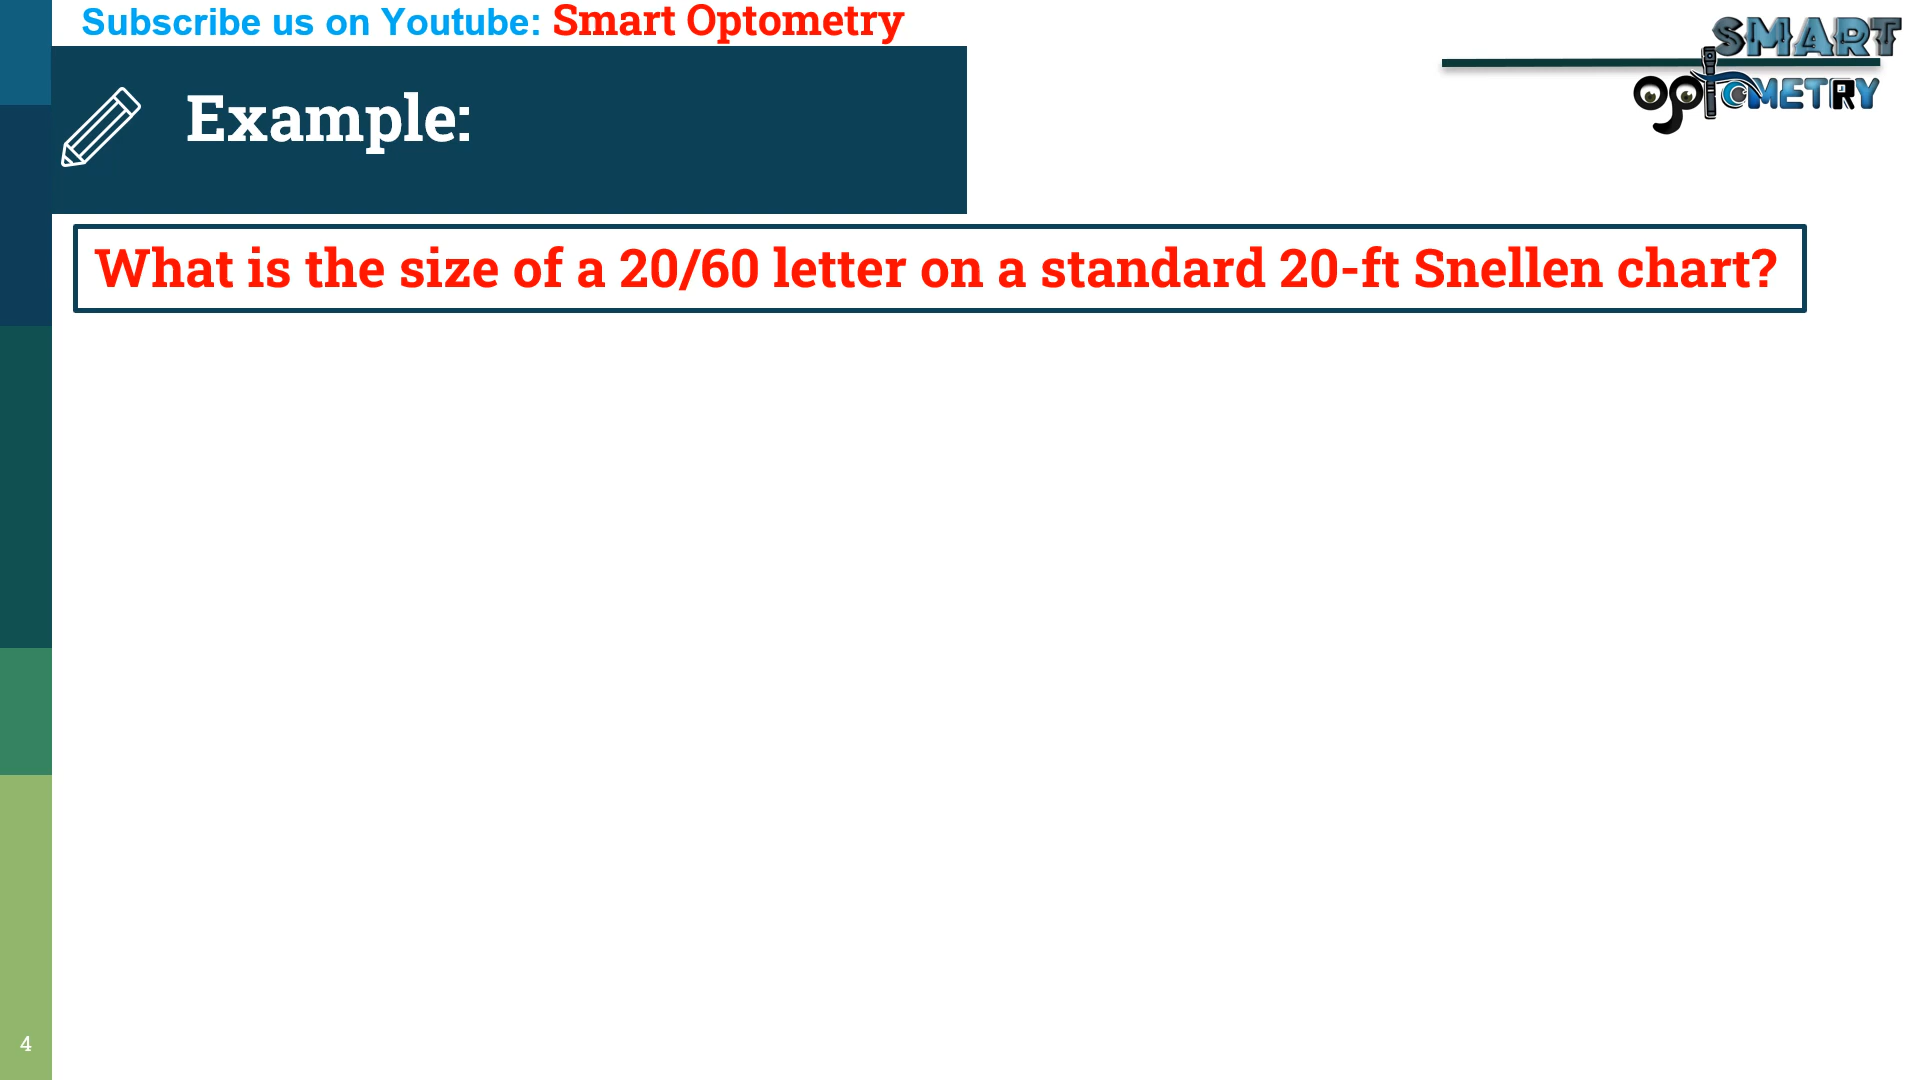 Subscribe us on Youtube: Smart Optometry
SMART
optOMETRY
Example:
What is the size of a 20/60 letter on a standard 20-ft Snellen chart?
4